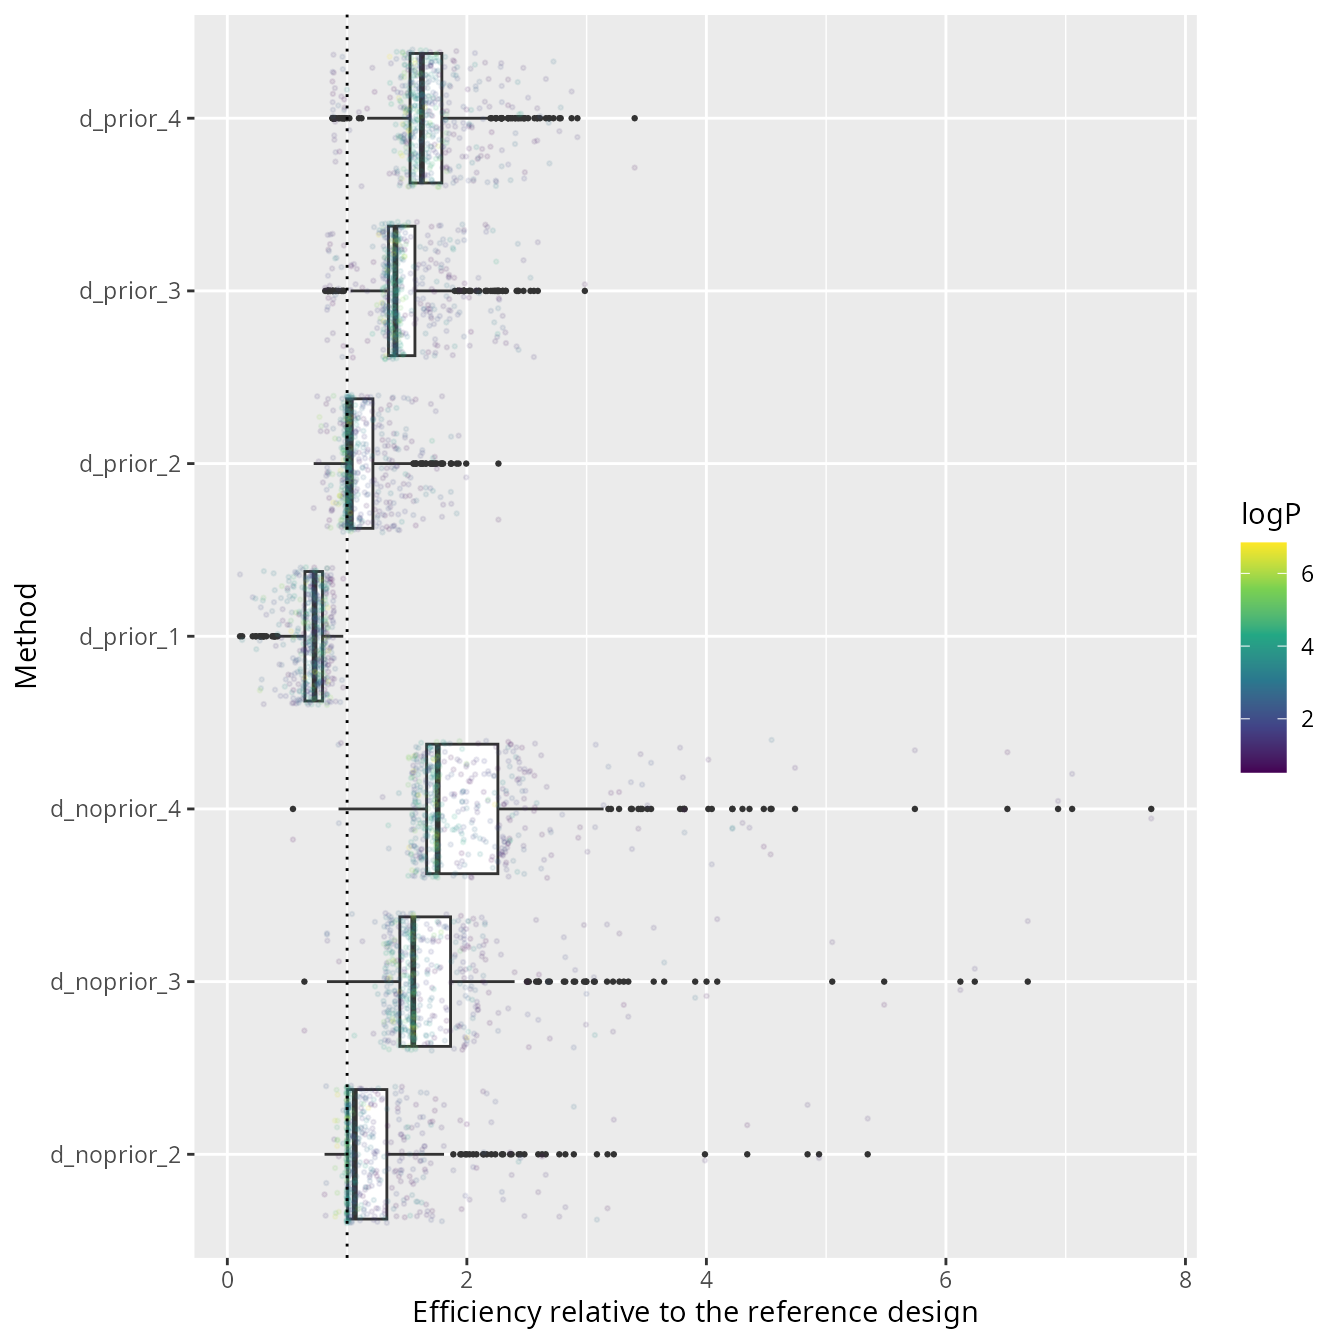 d_prior_4
d_prior_3
d_prior_2
d_prior_1
d_noprior_4
d_noprior_3
d_noprior_2
Method
0 2 4 6 8
Efficiency relative to the reference design
logP
6
4
2